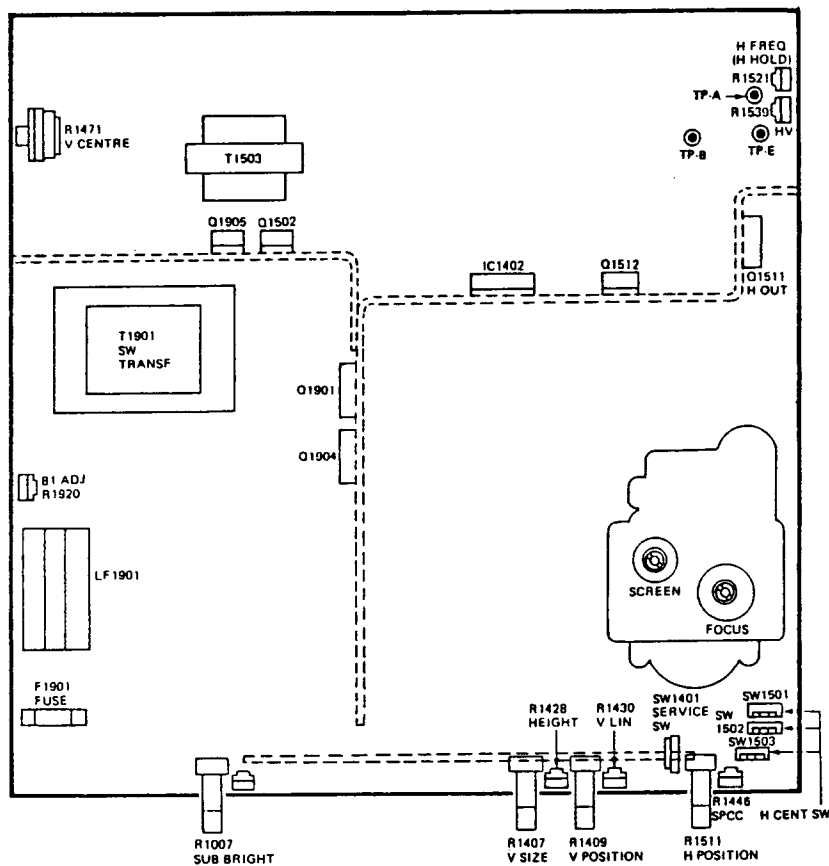 H FREQ
(H HOLD)
R1521
TP-A
R1539
HV
TP-B
TP-E
R1471
V CENTRE
T1503
Q1905
Q1502
IC1402
Q1512
Q1511
H OUT
T1901
SW
TRANSF
Q1901
Q1904
B1 ADJ
R1920
LF1901
SCREEN
FOCUS
F1901
FUSE
R1428
HEIGHT
R1430
V LIN
SW1401
SERVICE
SW
SW1501
SW
1502
SW1503
R1007
SUB BRIGHT
R1407
V SIZE
R1409
V POSITION
R1511
H POSITION
R1446
SPCC
H CENT SW